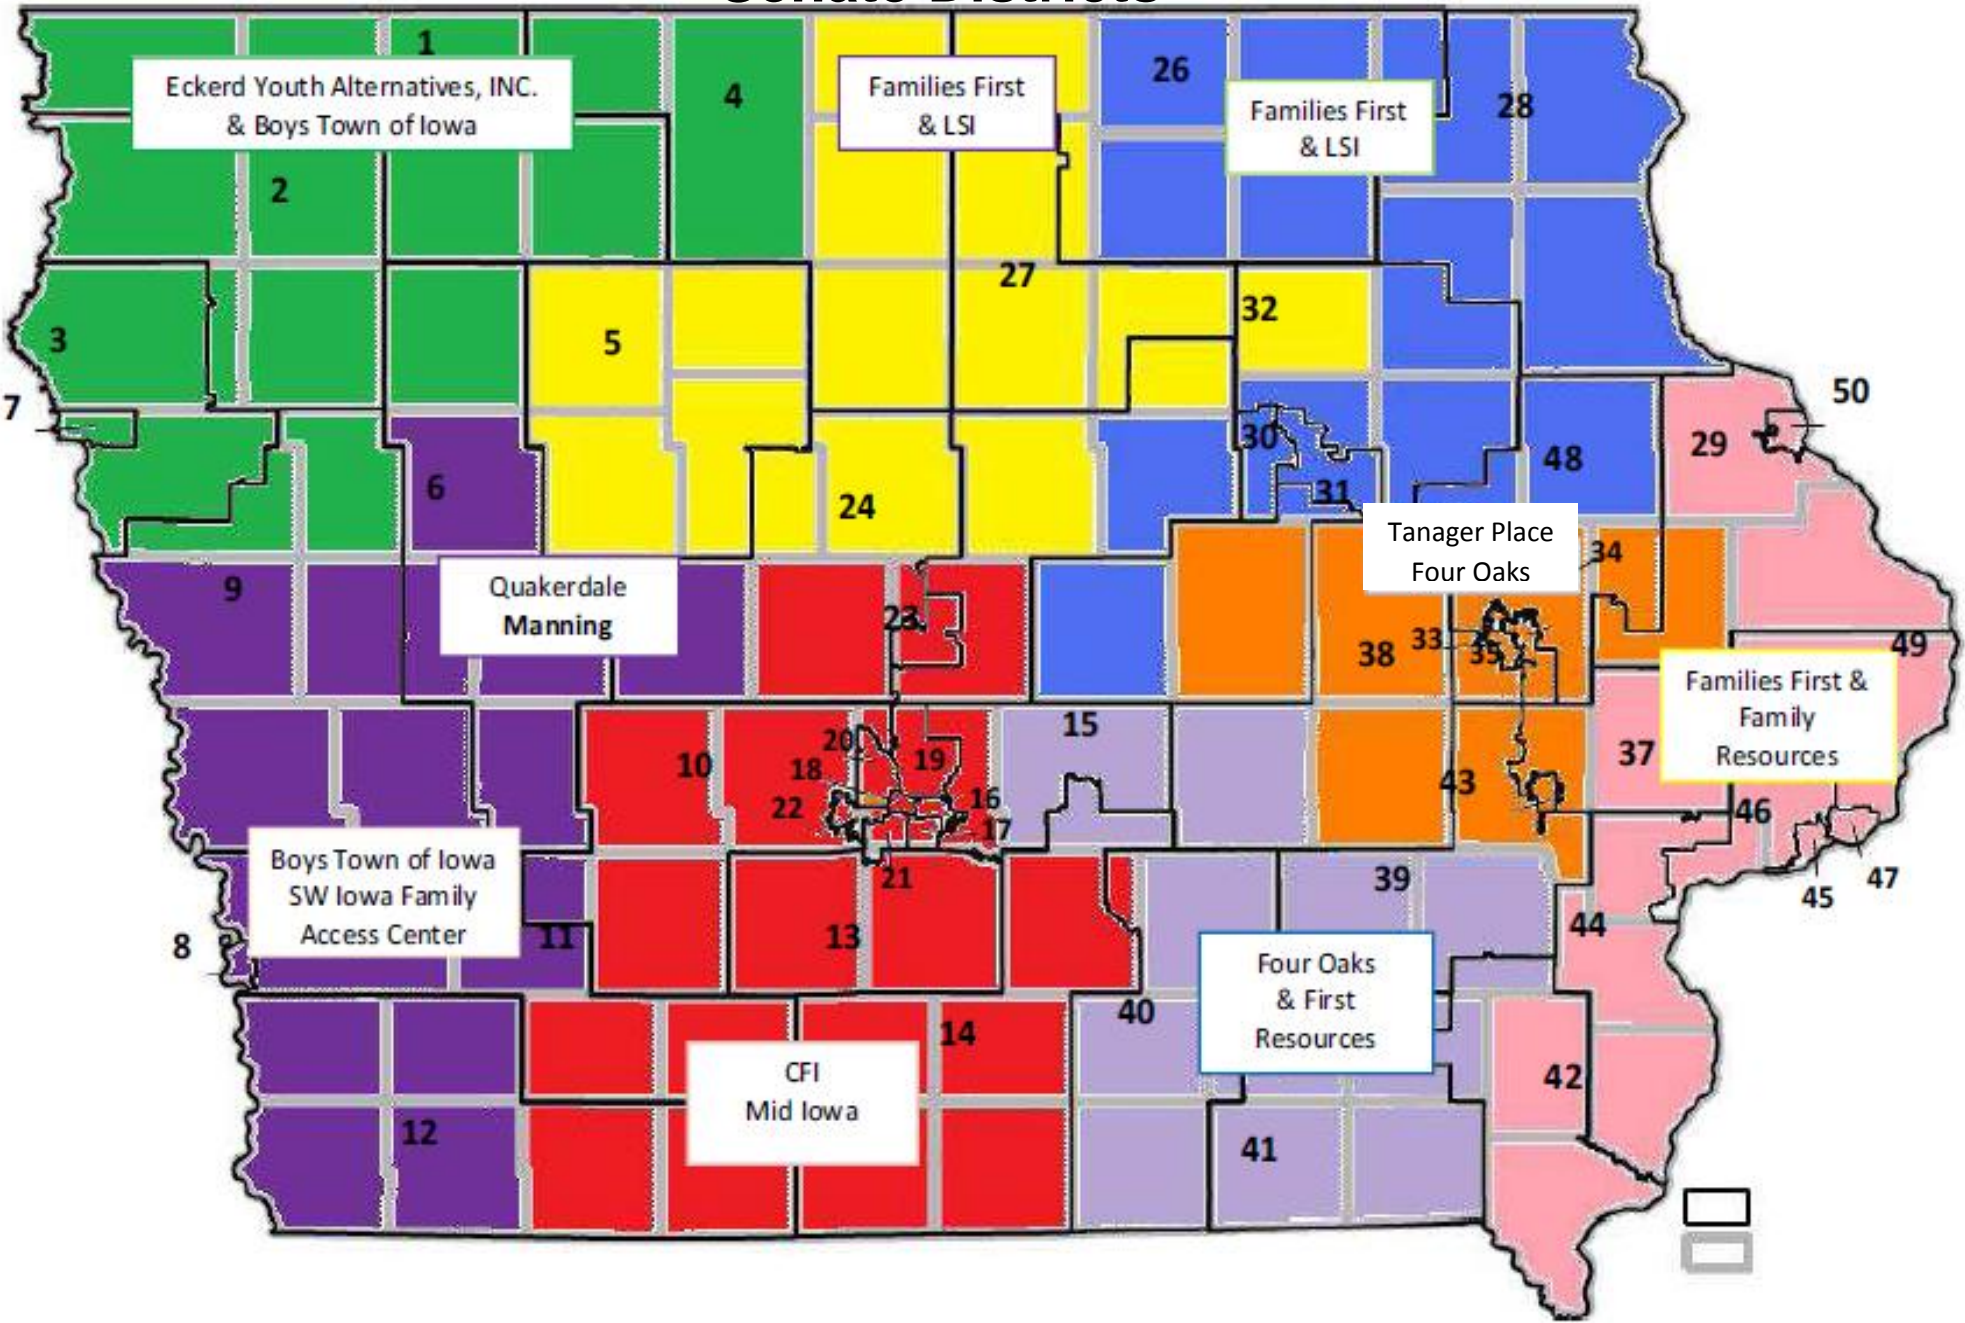 Senate Districts
1
Eckerd Youth Alternatives, INC.
& Boys Town of Iowa
4
Families First
& LSI
26
Families First
& LSI
28
2
27
3
5
32
7
50
30
29
6
24
31
48
Tanager Place
Four Oaks
34
9
Quakerdale
Manning
23
38
33
35
49
Families First &
Family
Resources
15
20
10
18
19
37
22
16
43
17
46
Boys Town of Iowa
SW Iowa Family
Access Center
21
39
45
47
8
11
13
44
Four Oaks
& First
Resources
40
14
CFI
Mid Iowa
42
12
41